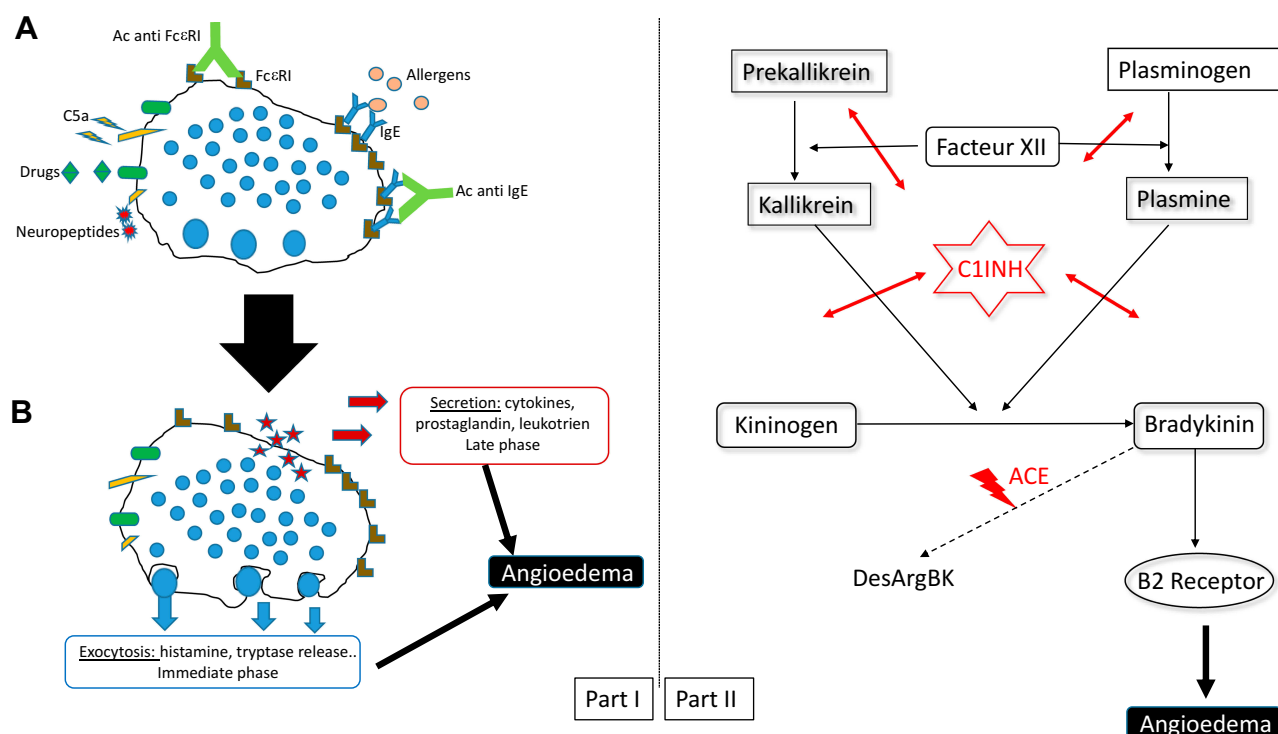 A
Ac anti FcεRI
FcεRI
Allergens
C5a
IgE
Drugs
Ac anti IgE
Neuropeptides
B
Secretion: cytokines,
prostaglandin, leukotrien
Late phase
Angioedema
Exocytosis: histamine, tryptase release..
Immediate phase
Part I
Part II
Prekallikrein
Plasminogen
Facteur XII
Kallikrein
Plasmine
C1INH
Kininogen
Bradykinin
ACE
DesArgBK
B2 Receptor
Angioedema